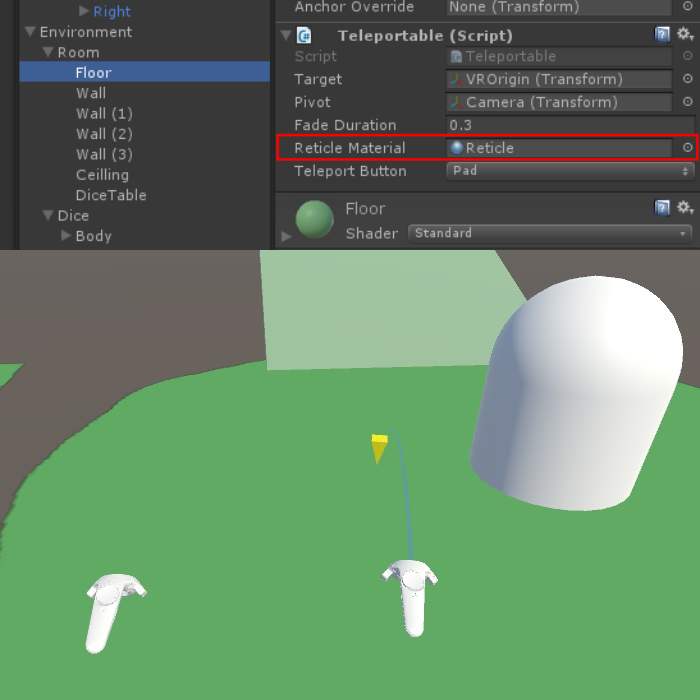 Right
Environment
Room
Floor
Wall
Wall (1)
Wall (2)
Wall (3)
Ceilling
DiceTable
Dice
Body
Anchor Override None (Transform)
Teleportable (Script)
Script Teleportable
Target VROrigin (Transform)
Pivot Camera (Transform)
Fade Duration 0.3
Reticle Material Reticle
Teleport Button Pad
Floor
Shader Standard